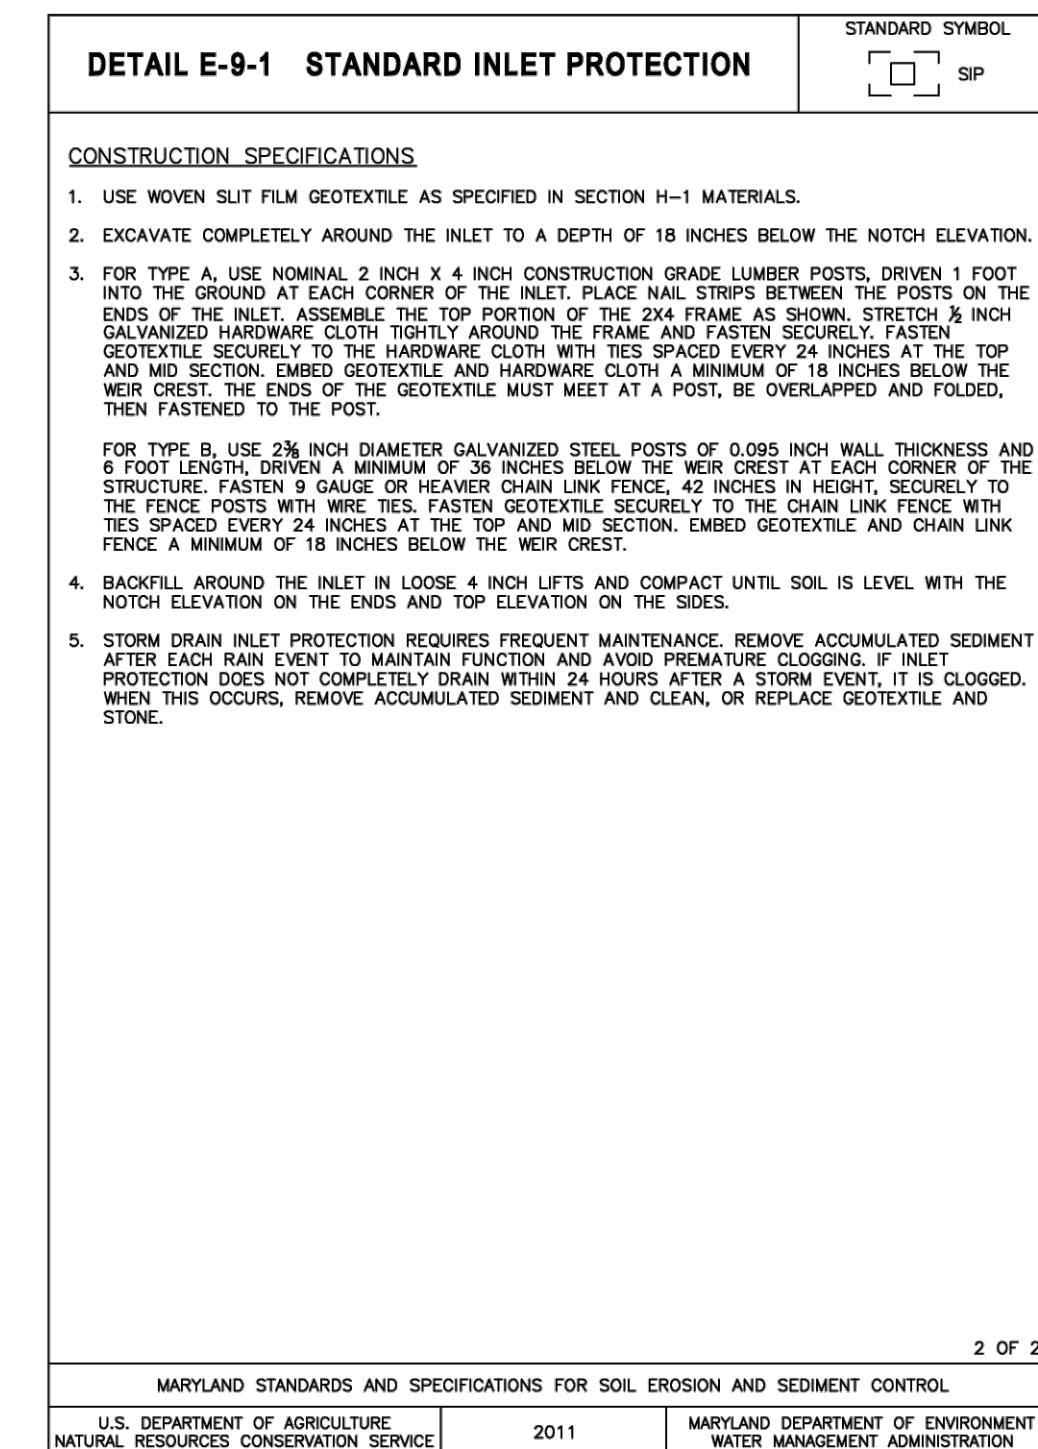 DETAIL E-9-1 STANDARD INLET PROTECTION
STANDARD SYMBOL
SIP
CONSTRUCTION SPECIFICATIONS
1. USE WOVEN SLIT FILM GEOTEXTILE AS SPECIFIED IN SECTION H-1 MATERIALS.
2. EXCAVATE COMPLETELY AROUND THE INLET TO A DEPTH OF 18 INCHES BELOW THE NOTCH ELEVATION.
3. FOR TYPE A, USE NOMINAL 2 INCH X 4 INCH CONSTRUCTION GRADE LUMBER POSTS, DRIVEN 1 FOOT
INTO THE GROUND AT EACH CORNER OF THE INLET. PLACE NAIL STRIPS BETWEEN THE POSTS ON THE
ENDS OF THE INLET. ASSEMBLE THE TOP PORTION OF THE 2X4 FRAME AS SHOWN. STRETCH ½ INCH
GALVANIZED HARDWARE CLOTH TIGHTLY AROUND THE FRAME AND FASTEN SECURELY. FASTEN
GEOTEXTILE SECURELY TO THE HARDWARE CLOTH WITH TIES SPACED EVERY 24 INCHES AT THE TOP
AND MID SECTION. EMBED GEOTEXTILE AND HARDWARE CLOTH A MINIMUM OF 18 INCHES BELOW THE
WEIR CREST. THE ENDS OF THE GEOTEXTILE MUST MEET AT A POST, BE OVERLAPPED AND FOLDED,
THEN FASTENED TO THE POST.
FOR TYPE B, USE 2⅜ INCH DIAMETER GALVANIZED STEEL POSTS OF 0.095 INCH WALL THICKNESS AND
6 FOOT LENGTH, DRIVEN A MINIMUM OF 36 INCHES BELOW THE WEIR CREST AT EACH CORNER OF THE
STRUCTURE. FASTEN 9 GAUGE OR HEAVIER CHAIN LINK FENCE, 42 INCHES IN HEIGHT, SECURELY TO
THE FENCE POSTS WITH WIRE TIES. FASTEN GEOTEXTILE SECURELY TO THE CHAIN LINK FENCE WITH
TIES SPACED EVERY 24 INCHES AT THE TOP AND MID SECTION. EMBED GEOTEXTILE AND CHAIN LINK
FENCE A MINIMUM OF 18 INCHES BELOW THE WEIR CREST.
4. BACKFILL AROUND THE INLET IN LOOSE 4 INCH LIFTS AND COMPACT UNTIL SOIL IS LEVEL WITH THE
NOTCH ELEVATION ON THE ENDS AND TOP ELEVATION ON THE SIDES.
5. STORM DRAIN INLET PROTECTION REQUIRES FREQUENT MAINTENANCE. REMOVE ACCUMULATED SEDIMENT
AFTER EACH RAIN EVENT TO MAINTAIN FUNCTION AND AVOID PREMATURE CLOGGING. IF INLET
PROTECTION DOES NOT COMPLETELY DRAIN WITHIN 24 HOURS AFTER A STORM EVENT, IT IS CLOGGED.
WHEN THIS OCCURS, REMOVE ACCUMULATED SEDIMENT AND CLEAN, OR REPLACE GEOTEXTILE AND
STONE.
2 OF 2
MARYLAND STANDARDS AND SPECIFICATIONS FOR SOIL EROSION AND SEDIMENT CONTROL
U.S. DEPARTMENT OF AGRICULTURE
NATURAL RESOURCES CONSERVATION SERVICE
2011
MARYLAND DEPARTMENT OF ENVIRONMENT
WATER MANAGEMENT ADMINISTRATION